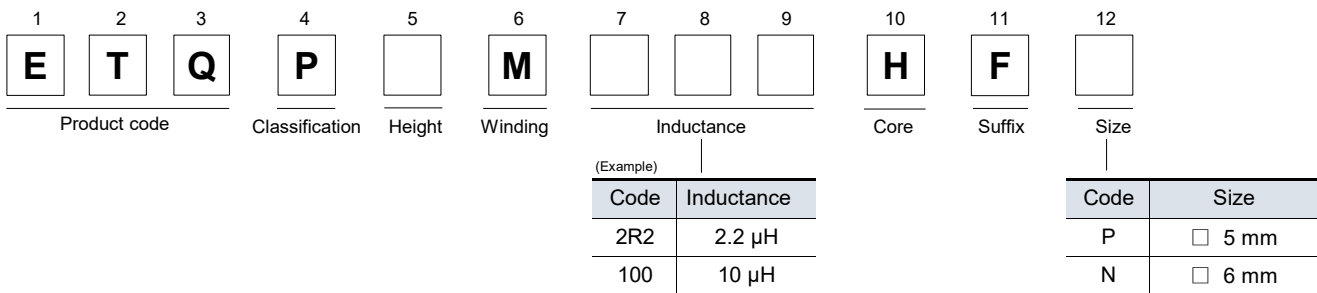 1 2 3 4 5 6 7 8 9 10 11 12
E T Q P M H F
Product code Classification Height Winding Inductance Core Suffix Size
(Example)
Code Inductance
2R2 2.2 µH
100 10 µH
Code Size
P □ 5 mm
N □ 6 mm